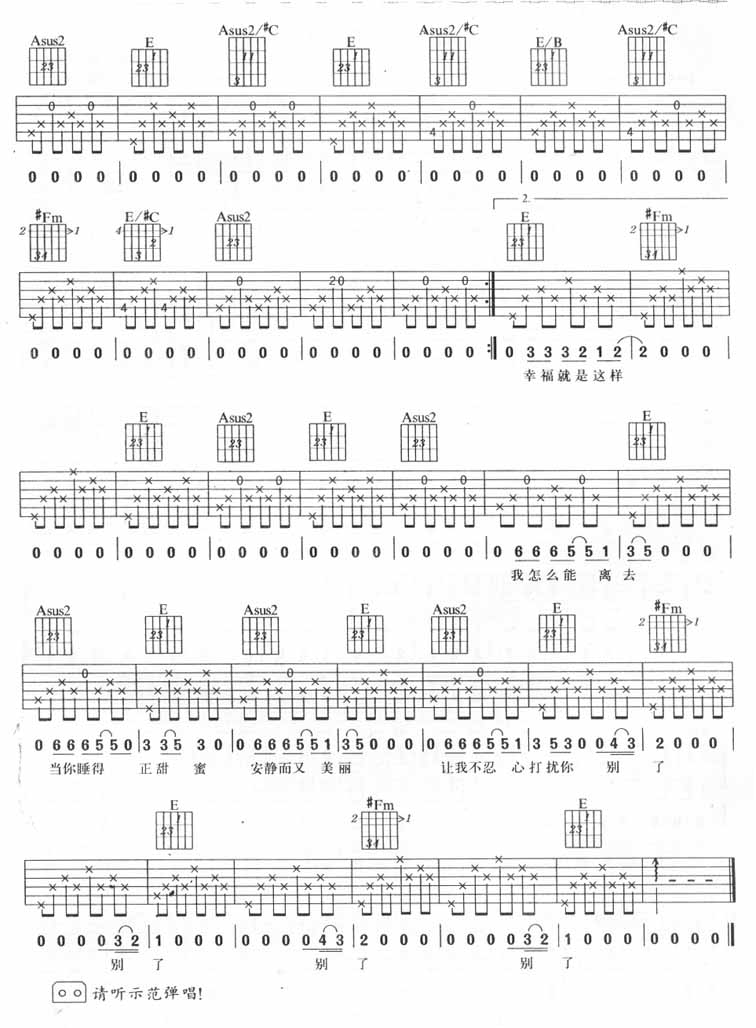 Asus2 E Asus2/#C E Asus2/#C E/B Asus2/#C
0 0 0 0 | 0 0 0 0 | 0 0 0 0 | 0 0 0 0 | 0 0 0 0 | 0 0 0 0 | 0 0 0 0
2.
#Fm E/#C Asus2 E #Fm
0 0 0 0 | 0 0 0 0 | 0 0 0 0 | 0 0 0 0 | 0 0 0 0 :| 0 3 3 3 2 1 2 | 2 0 0 0
幸福就是这样
E Asus2 E Asus2 E
0 0 0 0 | 0 0 0 0 | 0 0 0 0 | 0 0 0 0 | 0 0 0 0 | 0 6 6 6 5 5 1 | 3 5 0 0 0
我怎么能 离去
Asus2 E Asus2 E Asus2 E #Fm
0 6 6 6 5 5 0 | 3 3 5 3 0 | 0 6 6 6 5 5 1 | 3 5 0 0 0 | 0 6 6 6 5 5 1 | 3 5 3 0 0 4 3 | 2 0 0 0
当你睡得 正甜 蜜 安静而又 美丽 让我不忍 心打扰你 别 了
E #Fm E
0 0 0 0 0 3 2 | 1 0 0 0 | 0 0 0 0 4 3 | 2 0 0 0 | 0 0 0 0 3 2 | 1 0 0 0 | 0 0 0 0
别 了 别 了 别 了
请听示范弹唱!